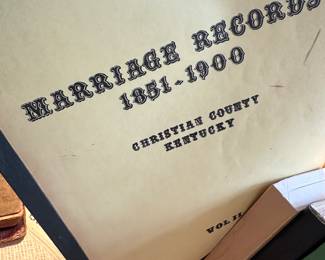 MARRIAGE RECORDS
1851-1900
CHRISTIAN COUNTY
KENTUCKY
VOL II